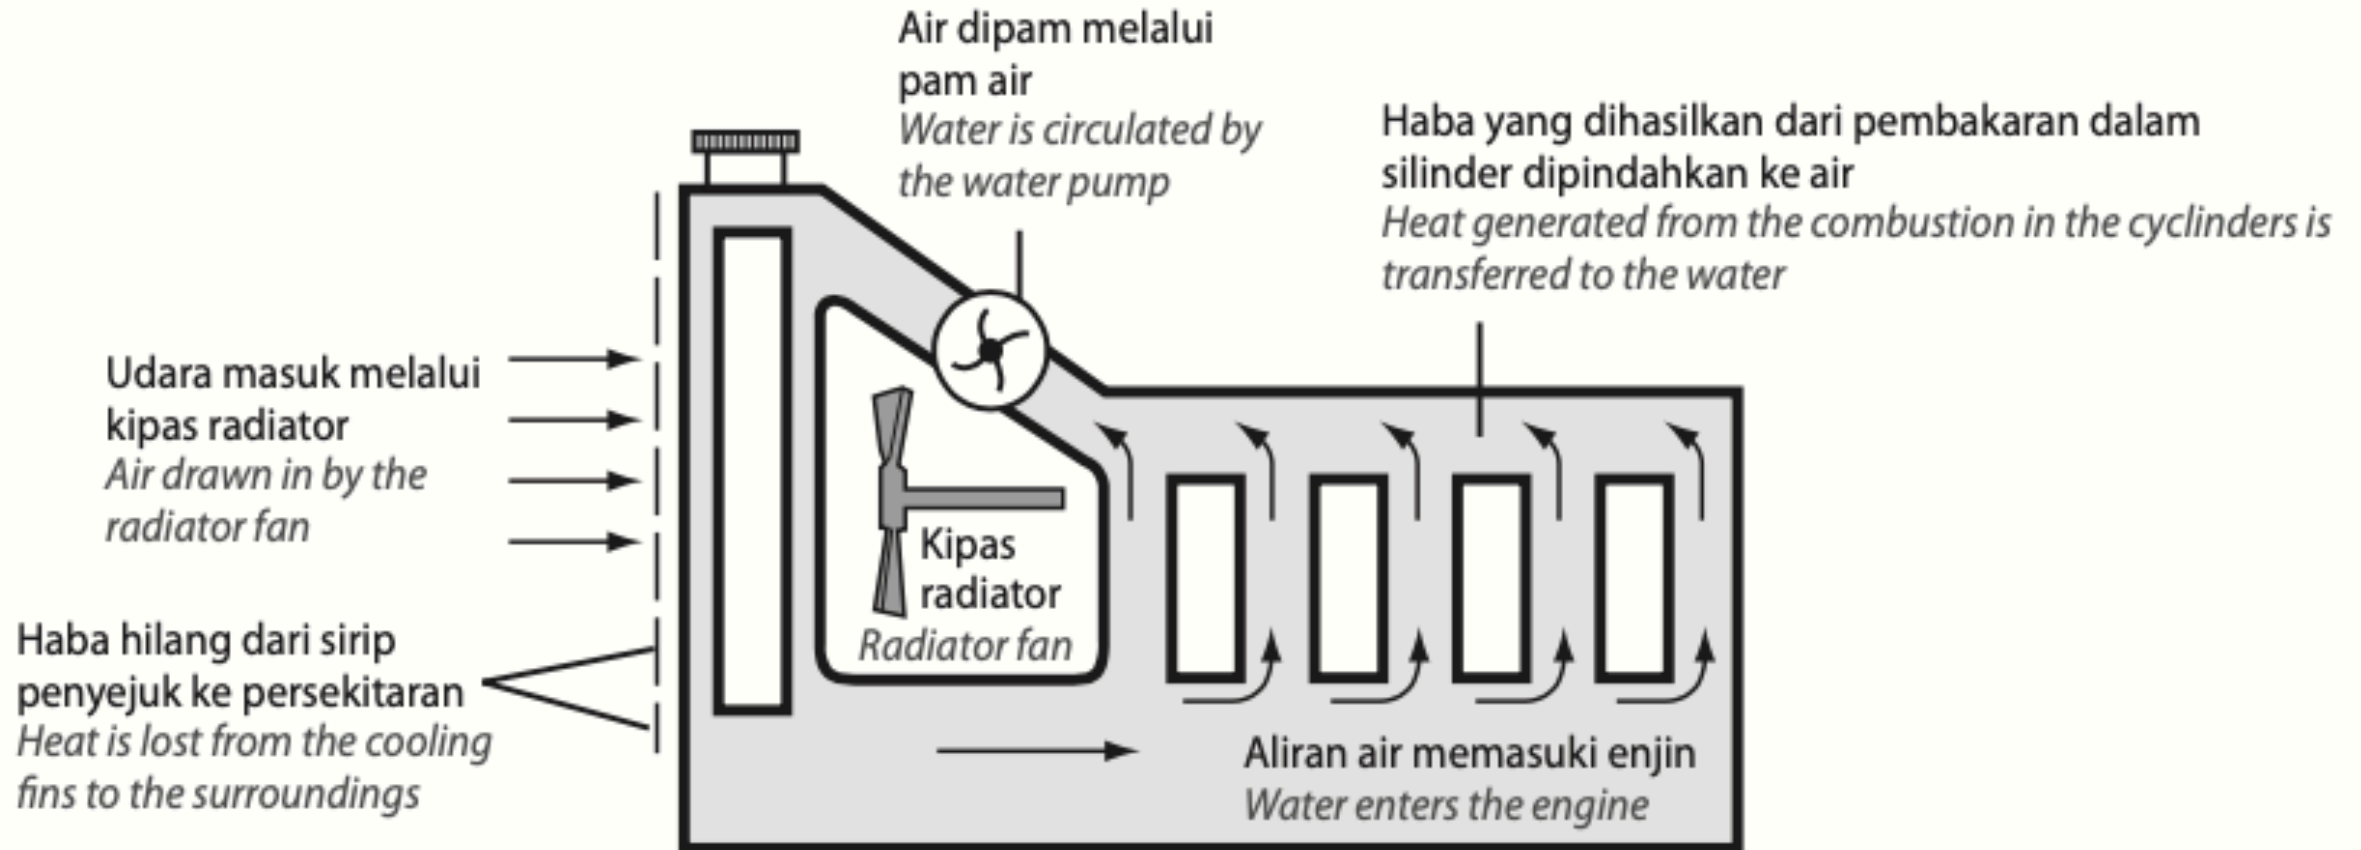 Air dipam melalui
pam air
Water is circulated by
the water pump
Haba yang dihasilkan dari pembakaran dalam
silinder dipindahkan ke air
Heat generated from the combustion in the cyclinders is
transferred to the water
Udara masuk melalui
kipas radiator
Air drawn in by the
radiator fan
Kipas
radiator
Radiator fan
Haba hilang dari sirip
penyejuk ke persekitaran
Heat is lost from the cooling
fins to the surroundings
Aliran air memasuki enjin
Water enters the engine